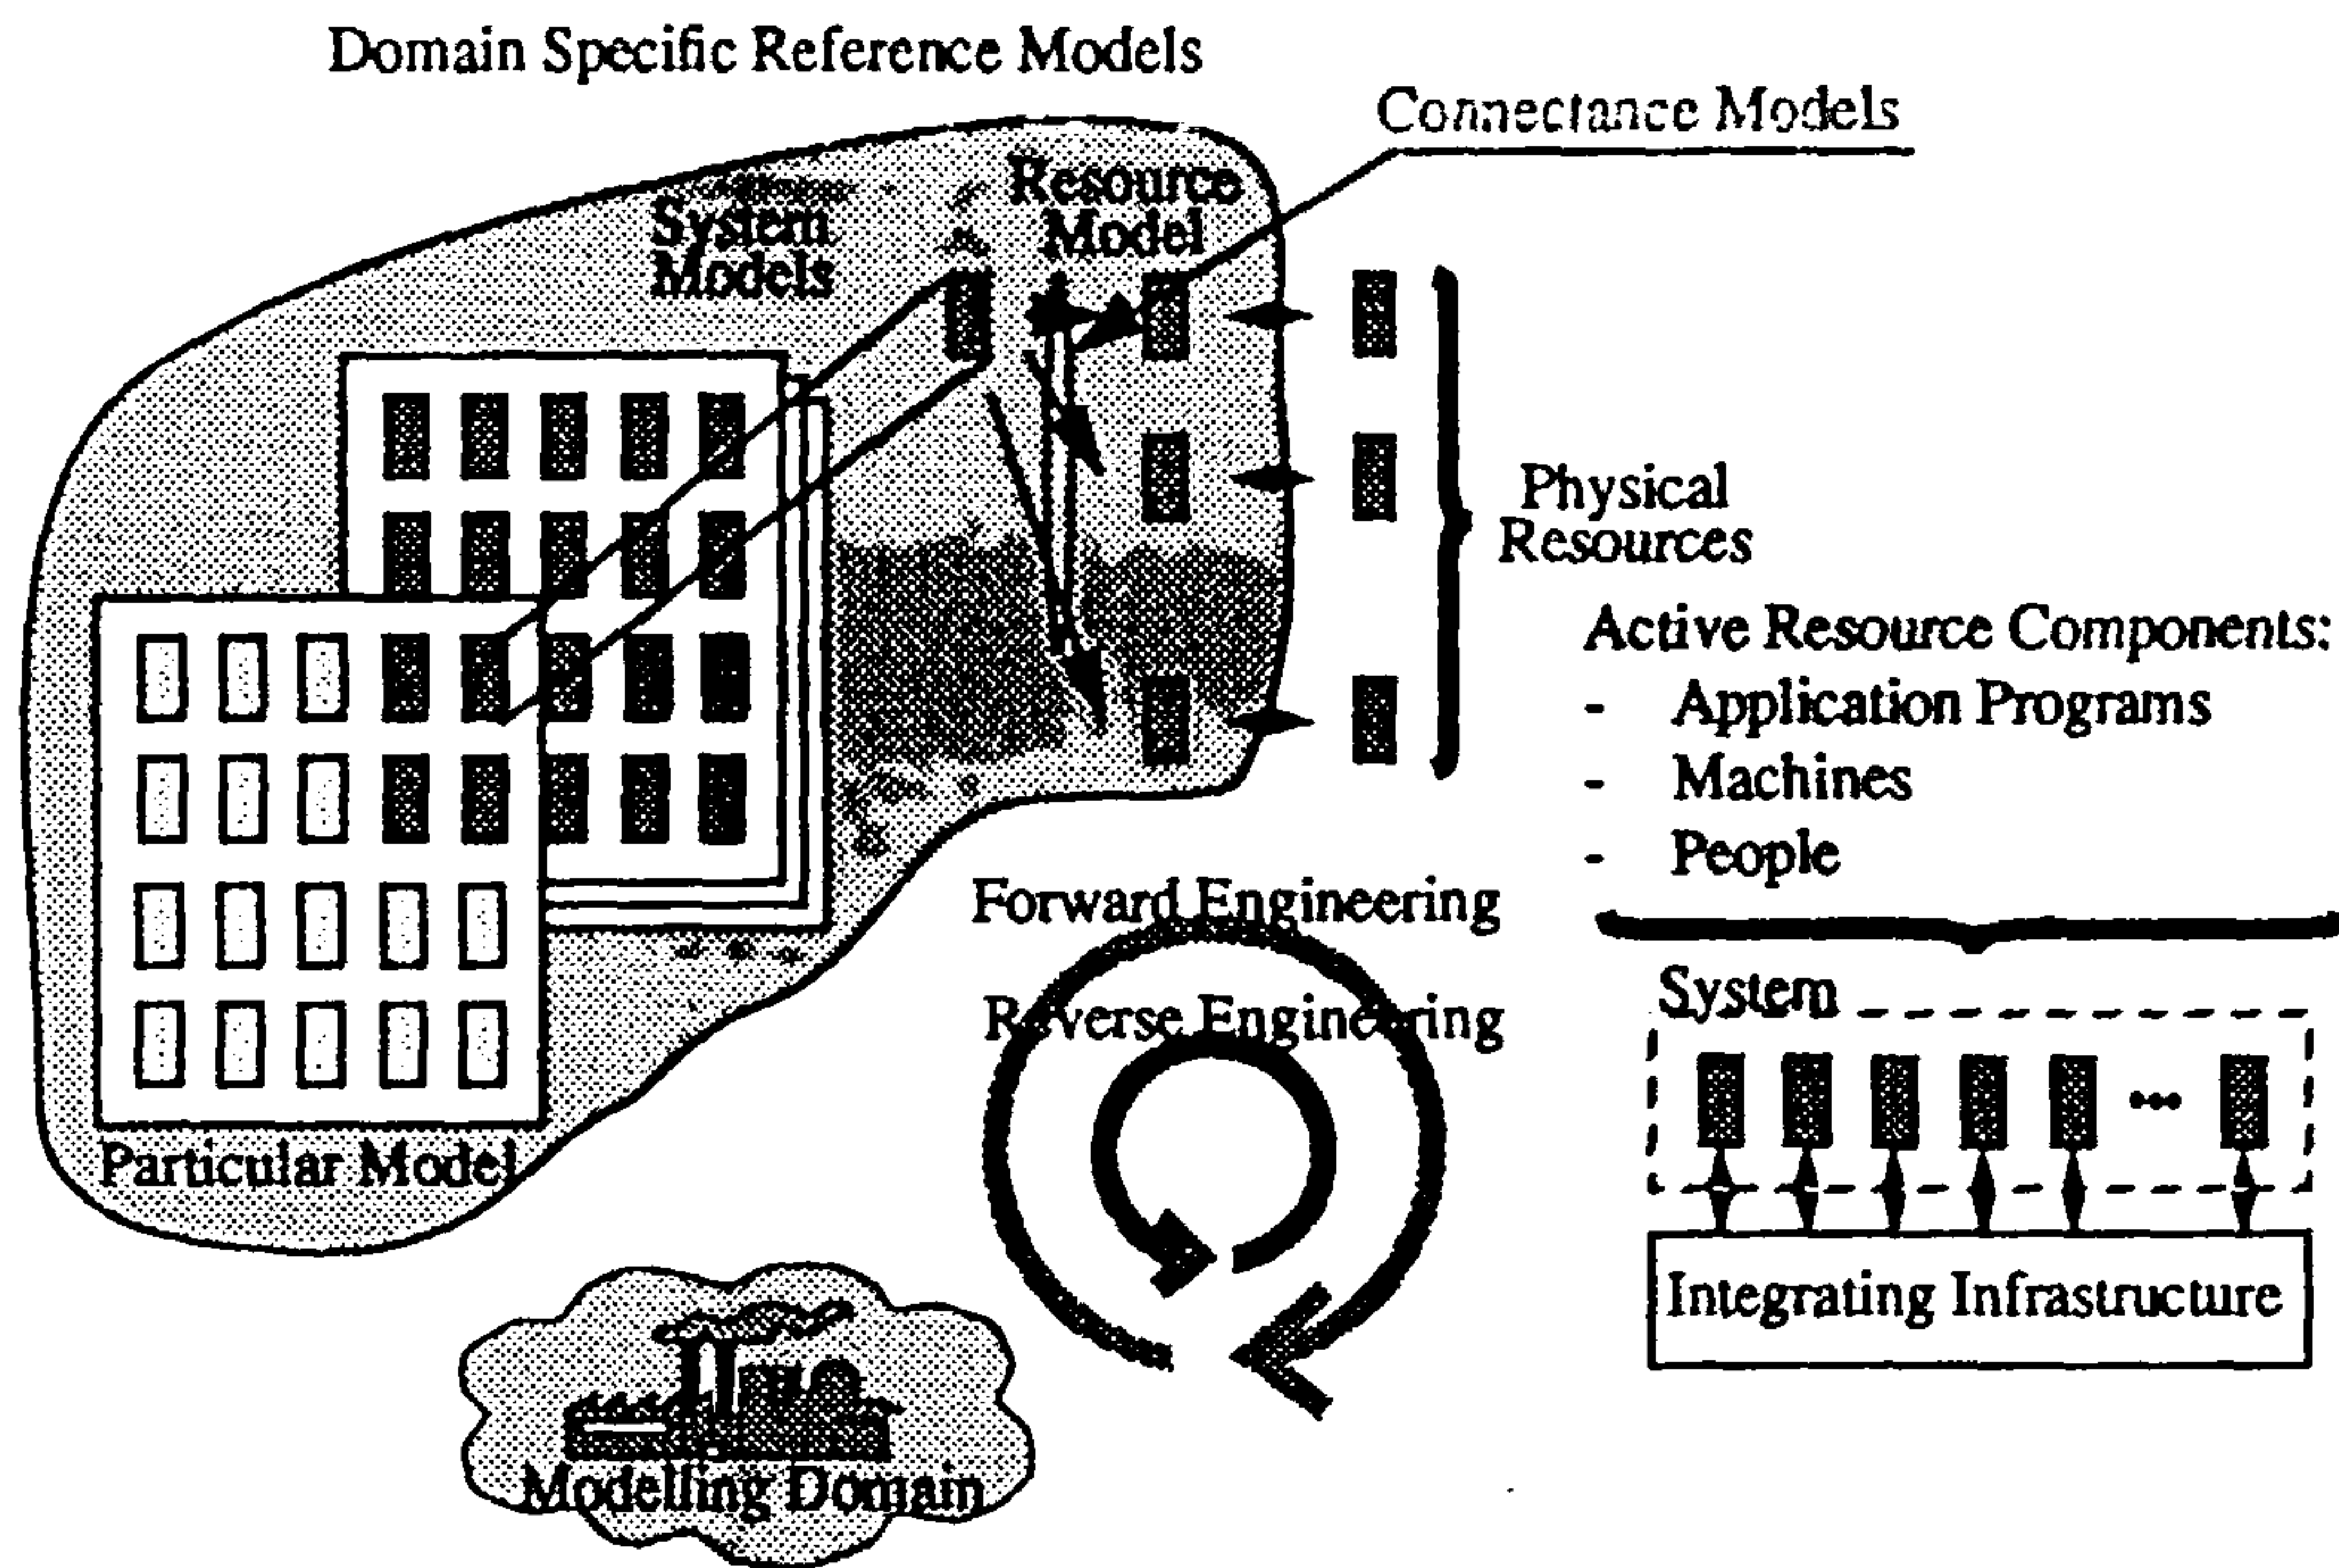 Domain Specific Reference Models
Connectance Models
Resource
Model
System
Models
Physical
Resources
Active Resource Components:
- Application Programs
- Machines
- People
Forward Engineering
Reverse Engineering
System
Particular Model
Integrating Infrastructure
Modelling Domain